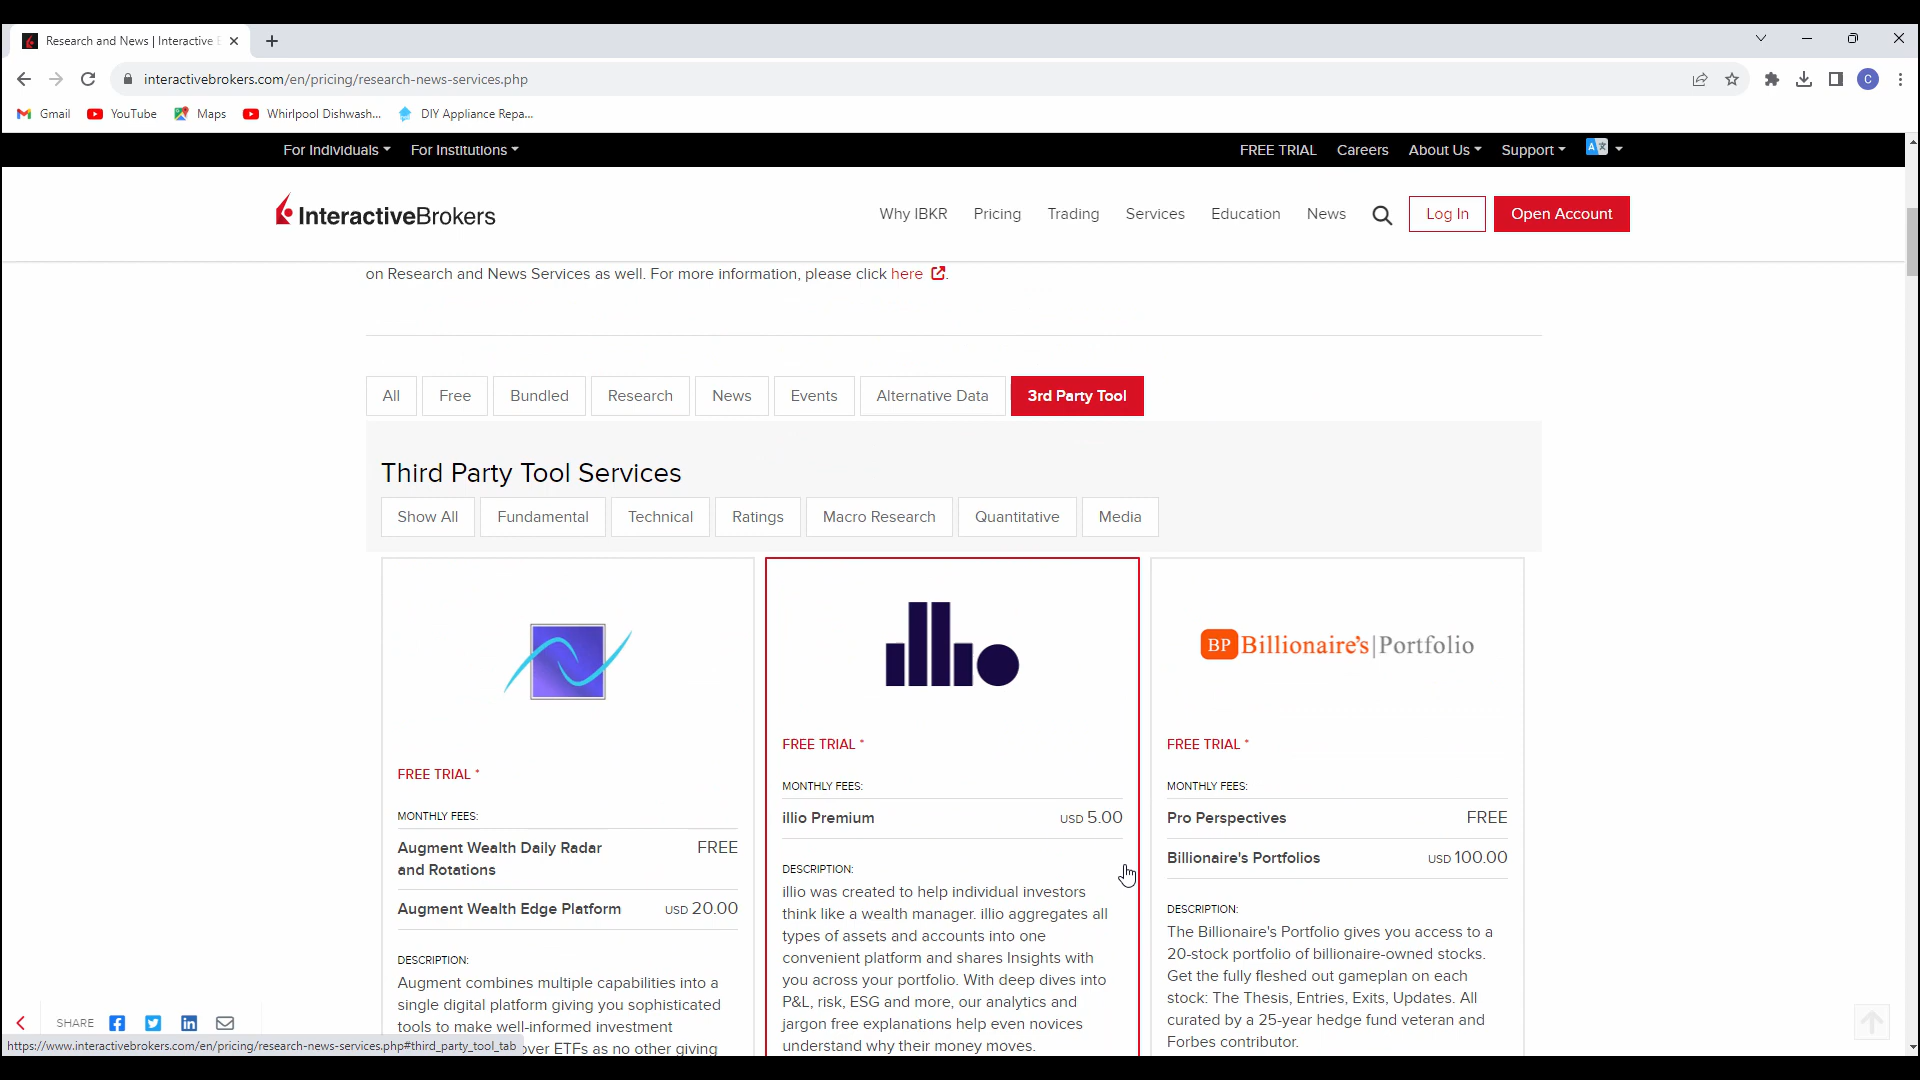 Research and News | Interactive
interactivebrokers.com/en/pricing/research-news-services.php
C
Gmail YouTube Maps Whirlpool Dishwash... DIY Appliance Repa...
For Individuals For Institutions FREE TRIAL Careers About Us Support
InteractiveBrokers Why IBKR Pricing Trading Services Education News Log In Open Account
on Research and News Services as well. For more information, please click here .
All Free Bundled Research News Events Alternative Data 3rd Party Tool
Third Party Tool Services
Show All Fundamental Technical Ratings Macro Research Quantitative Media
FREE TRIAL *
MONTHLY FEES:
Augment Wealth Daily Radar and Rotations FREE
Augment Wealth Edge Platform USD 20.00
DESCRIPTION:
Augment combines multiple capabilities into a
single digital platform giving you sophisticated
tools to make well-informed investment
over ETFs as no other giving
illio
FREE TRIAL *
MONTHLY FEES:
illio Premium USD 5.00
DESCRIPTION:
illio was created to help individual investors
think like a wealth manager. illio aggregates all
types of assets and accounts into one
convenient platform and shares Insights with
you across your portfolio. With deep dives into
P&L, risk, ESG and more, our analytics and
jargon free explanations help even novices
understand why their money moves.
BP Billionaire's|Portfolio
FREE TRIAL *
MONTHLY FEES:
Pro Perspectives FREE
Billionaire's Portfolios USD 100.00
DESCRIPTION:
The Billionaire's Portfolio gives you access to a
20-stock portfolio of billionaire-owned stocks.
Get the fully fleshed out gameplan on each
stock: The Thesis, Entries, Exits, Updates. All
curated by a 25-year hedge fund veteran and
Forbes contributor.
SHARE
https://www.interactivebrokers.com/en/pricing/research-news-services.php#third_party_tool_tab